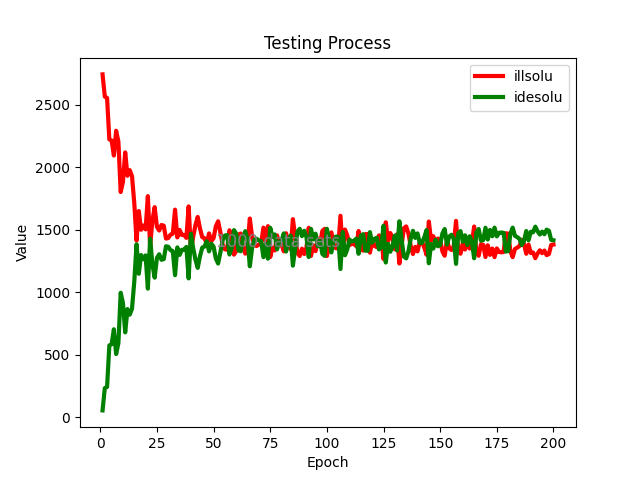 Testing Process
illsolu
idesolu
Value
2500
2000
1500
1000
500
0
1000 data sets
0 25 50 75 100 125 150 175 200
Epoch